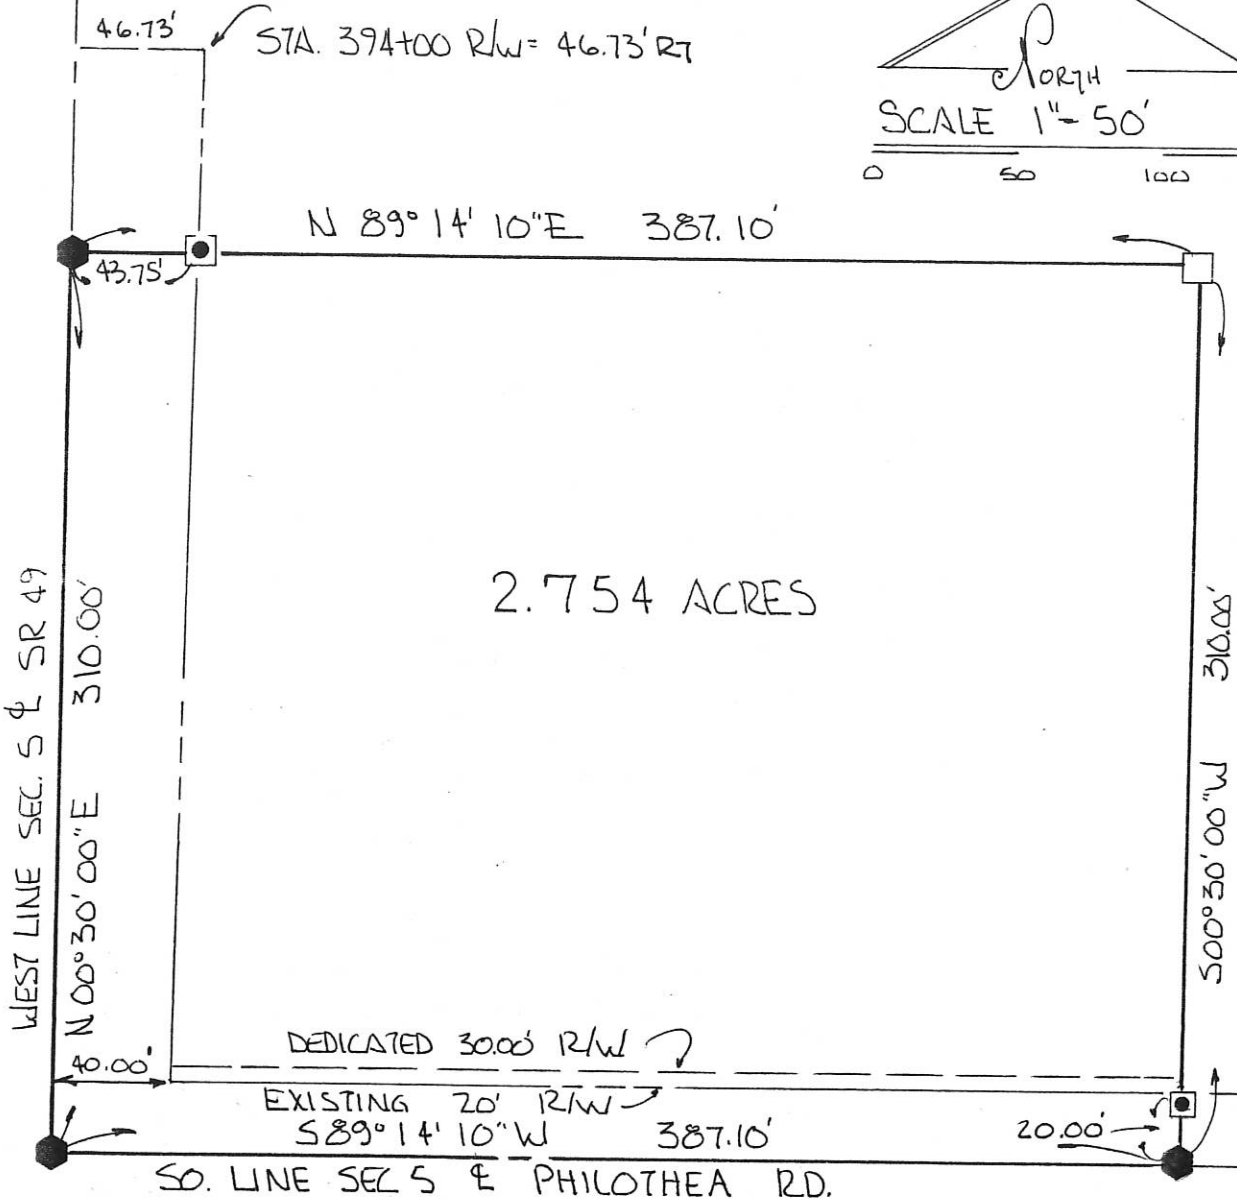 46.73'
STA. 394+00 R/W = 46.73' RT
NORTH
SCALE 1"= 50'
0 50 100
N 89° 14' 10"E 387.10'
43.75'
2.754 ACRES
WEST LINE SEC. 5 ℄ SR 49
N 00°30'00"E 310.00'
S00°30'00"W 310.00'
DEDICATED 30.00' R/W
40.00'
EXISTING 20' R/W
S89°14'10"W 387.10'
20.00'
SO. LINE SEC 5 ℄ PHILOTHEA RD.